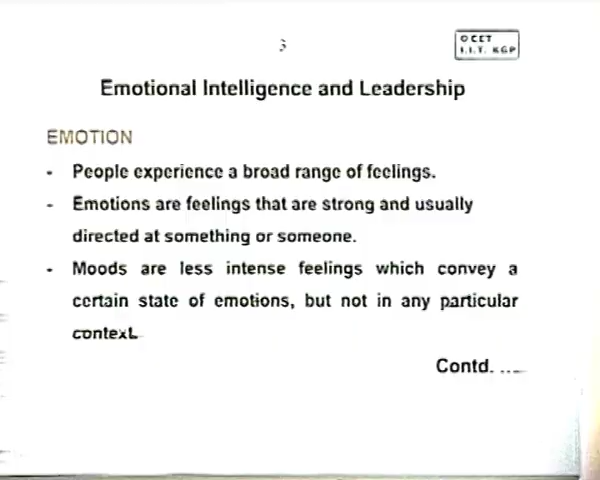 3
© CET
I.I.T. KGP
Emotional Intelligence and Leadership
EMOTION
- People experience a broad range of feelings.
- Emotions are feelings that are strong and usually
directed at something or someone.
- Moods are less intense feelings which convey a
certain state of emotions, but not in any particular
context.
Contd. ....